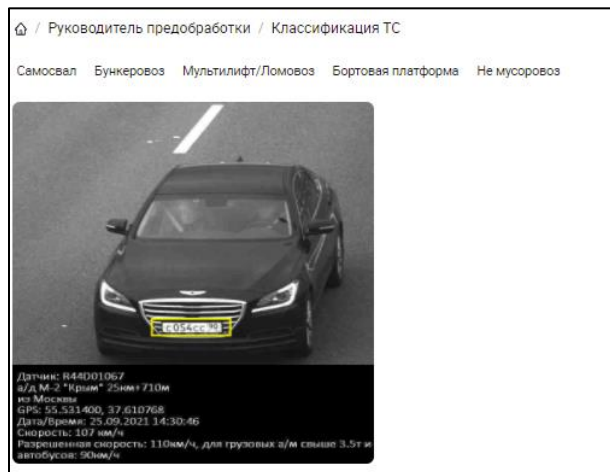 / Руководитель предобработки / Классификация ТС
Самосвал Бункеровоз Мультилифт/Ломовоз Бортовая платформа Не мусоровоз
с054сс 90
Датчик: R44D01067
а/д М-2 "Крым" 25км+710м
из Москвы
GPS: 55.531400, 37.610768
Дата/Время: 25.09.2021 14:30:46
Скорость: 107 км/ч
Разрешенная скорость: 110км/ч, для грузовых а/м свыше 3.5т и
автобусов: 90км/ч